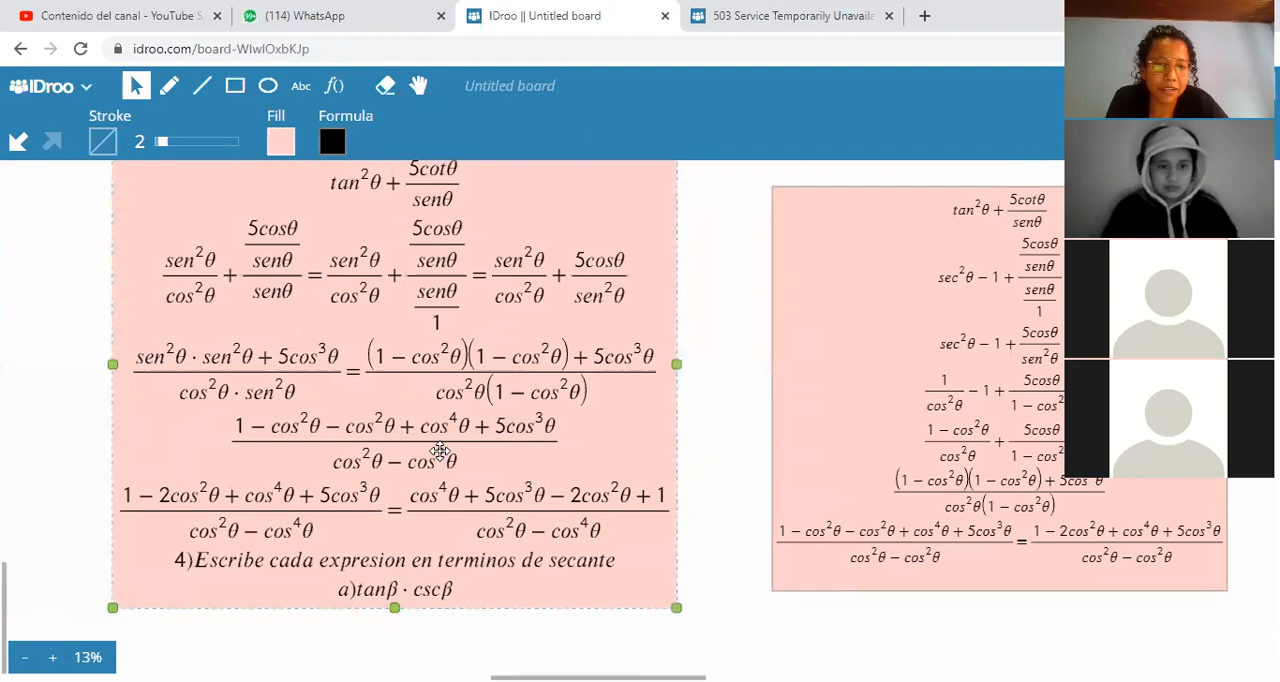 Contenido del canal - YouTube S
(114) WhatsApp
IDroo || Untitled board
503 Service Temporarily Unavaila
idroo.com/board-WIwIOxbKJp
IDroo
Abc
f()
Untitled board
Stroke
2
Fill
Formula
tan²θ + 5cotθ/senθ
sen²θ/cos²θ + (5cosθ/senθ)/senθ = sen²θ/cos²θ + (5cosθ/senθ)/(senθ/1) = sen²θ/cos²θ + 5cosθ/sen²θ
(sen²θ · sen²θ + 5cos³θ)/(cos²θ · sen²θ) = ((1 − cos²θ)(1 − cos²θ) + 5cos³θ)/(cos²θ(1 − cos²θ))
(1 − cos²θ − cos²θ + cos⁴θ + 5cos³θ)/(cos²θ − cos θ)
(1 − 2cos²θ + cos⁴θ + 5cos³θ)/(cos²θ − cos⁴θ) = (cos⁴θ + 5cos³θ − 2cos²θ + 1)/(cos²θ − cos⁴θ)
4)Escribe cada expresion en terminos de secante
a)tanβ · cscβ
tan²θ + 5cotθ/senθ
sec²θ − 1 + (5cosθ/senθ)/(senθ/1)
sec²θ − 1 + 5cosθ/sen²θ
1/cos²θ − 1 + 5cosθ/1 − cos²
1 − cos²θ/cos²θ + 5cosθ/1 − cos²
((1 − cos²θ)(1 − cos²θ) + 5cos³θ)/(cos²θ(1 − cos²θ))
(1 − cos²θ − cos²θ + cos⁴θ + 5cos³θ)/(cos²θ − cos²θ) = (1 − 2cos²θ + cos⁴θ + 5cos³θ)/(cos²θ − cos²θ)
- + 13%